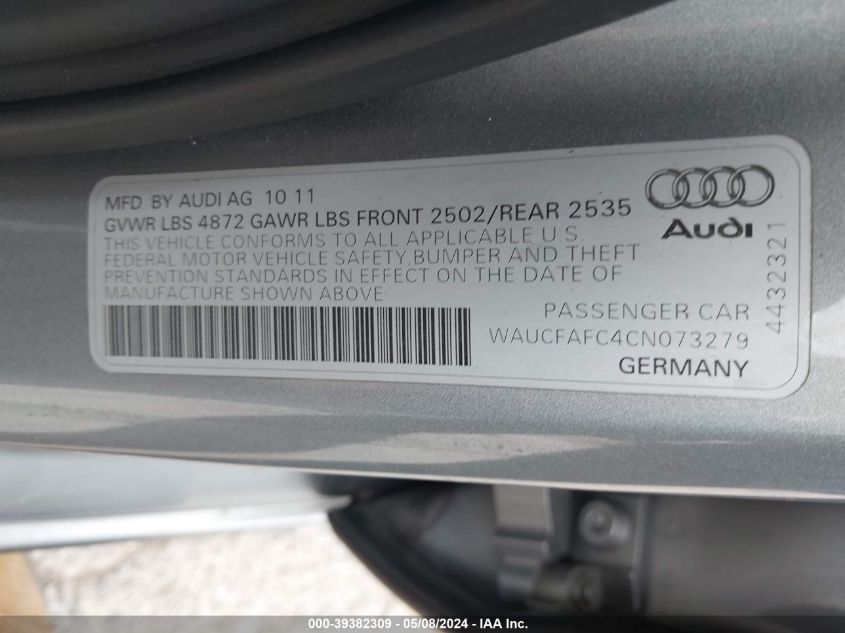 MFD. BY AUDI AG 10 11
GVWR LBS 4872 GAWR LBS FRONT 2502/REAR 2535
THIS VEHICLE CONFORMS TO ALL APPLICABLE U.S.
FEDERAL MOTOR VEHICLE SAFETY,BUMPER AND THEFT
PREVENTION STANDARDS IN EFFECT ON THE DATE OF
MANUFACTURE SHOWN ABOVE
Audi
PASSENGER CAR
WAUCFAFC4CN073279
GERMANY
4432321
000-39382309 - 05/08/2024 - IAA Inc.